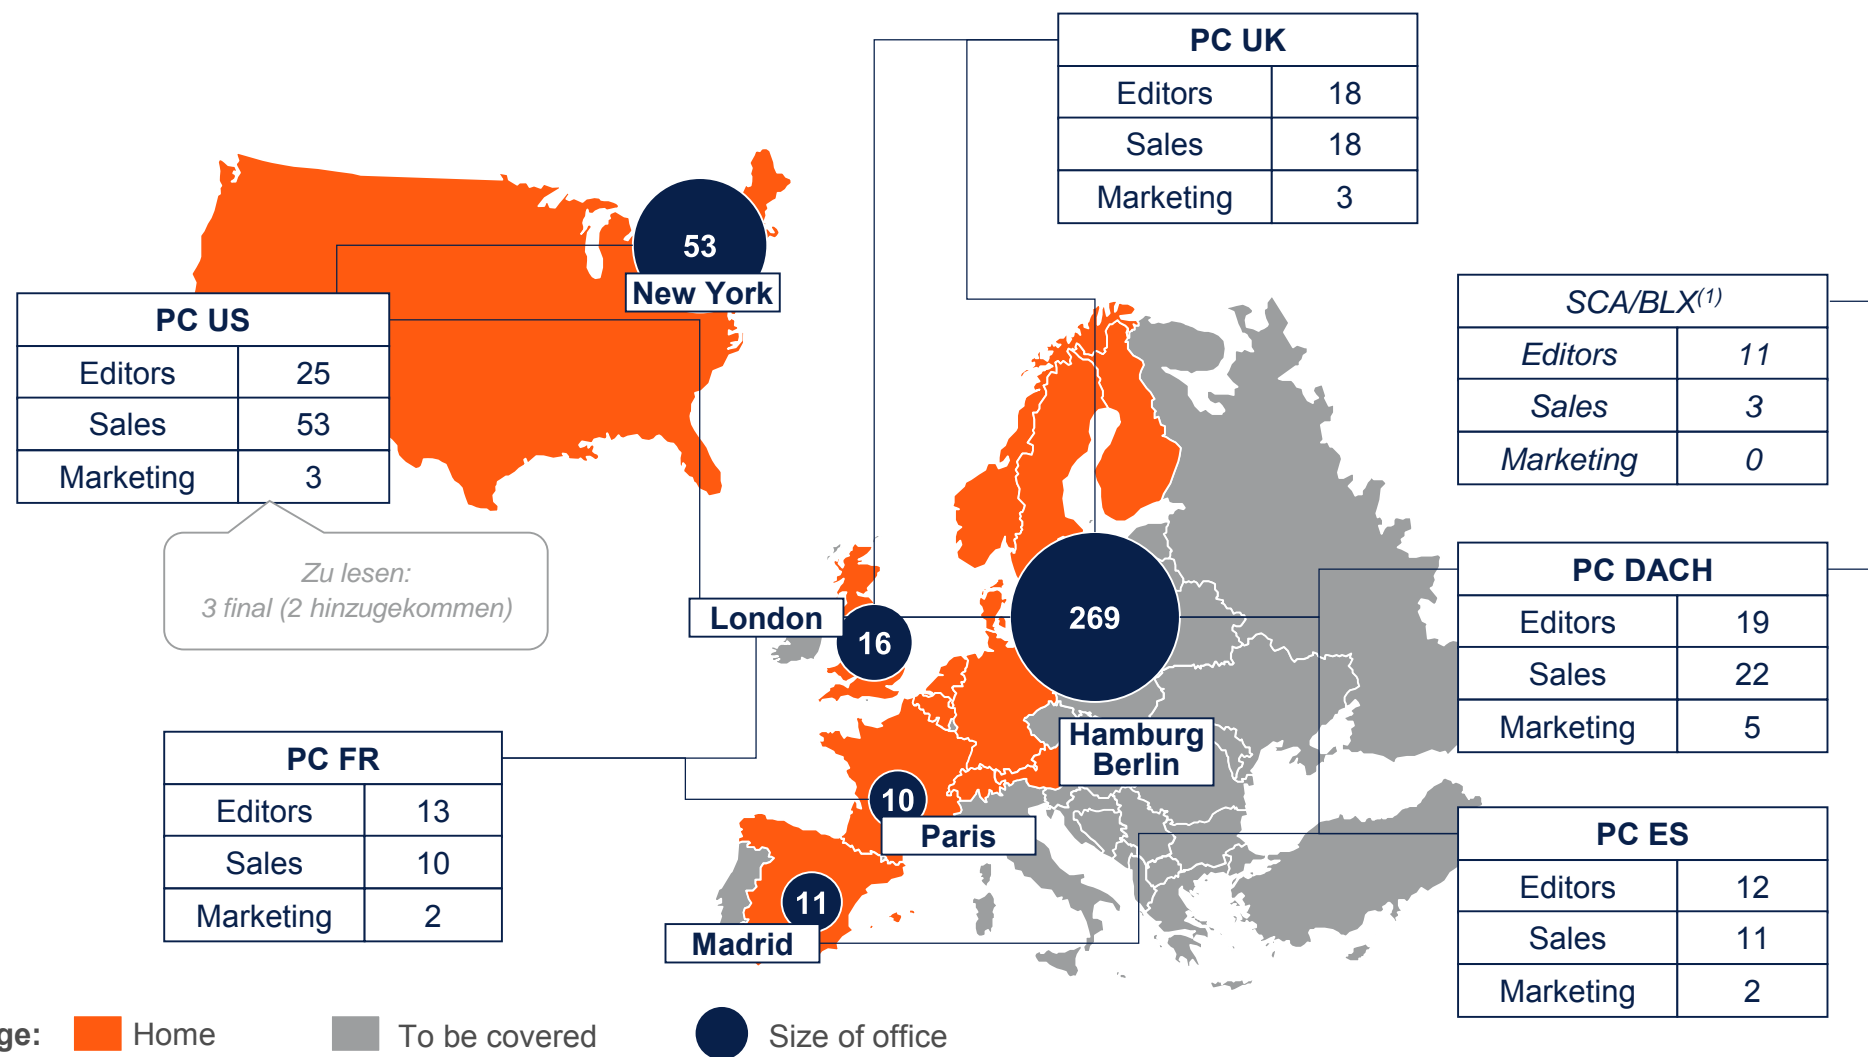 PC UK
Editors 18
Sales 18
Marketing 3
53
New York
PC US
Editors 25
Sales 53
Marketing 3
Zu lesen:
3 final (2 hinzugekommen)
SCA/BLX(1)
Editors 11
Sales 3
Marketing 0
London
16
269
Hamburg
Berlin
PC DACH
Editors 19
Sales 22
Marketing 5
PC FR
Editors 13
Sales 10
Marketing 2
10
Paris
11
Madrid
PC ES
Editors 12
Sales 11
Marketing 2
ge: Home To be covered Size of office